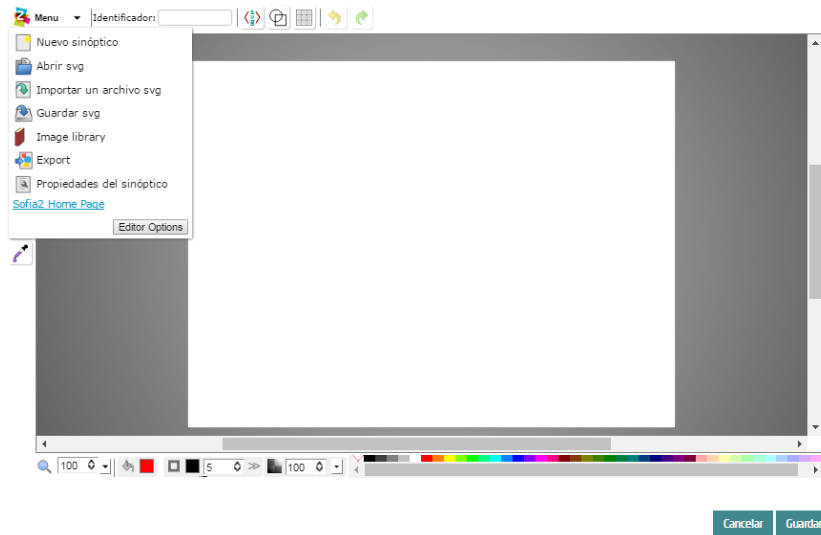 Menu Identificador:
Nuevo sinóptico
Abrir svg
Importar un archivo svg
Guardar svg
Image library
Export
Propiedades del sinóptico
Sofia2 Home Page
Editor Options
100 5 100
Cancelar Guardar